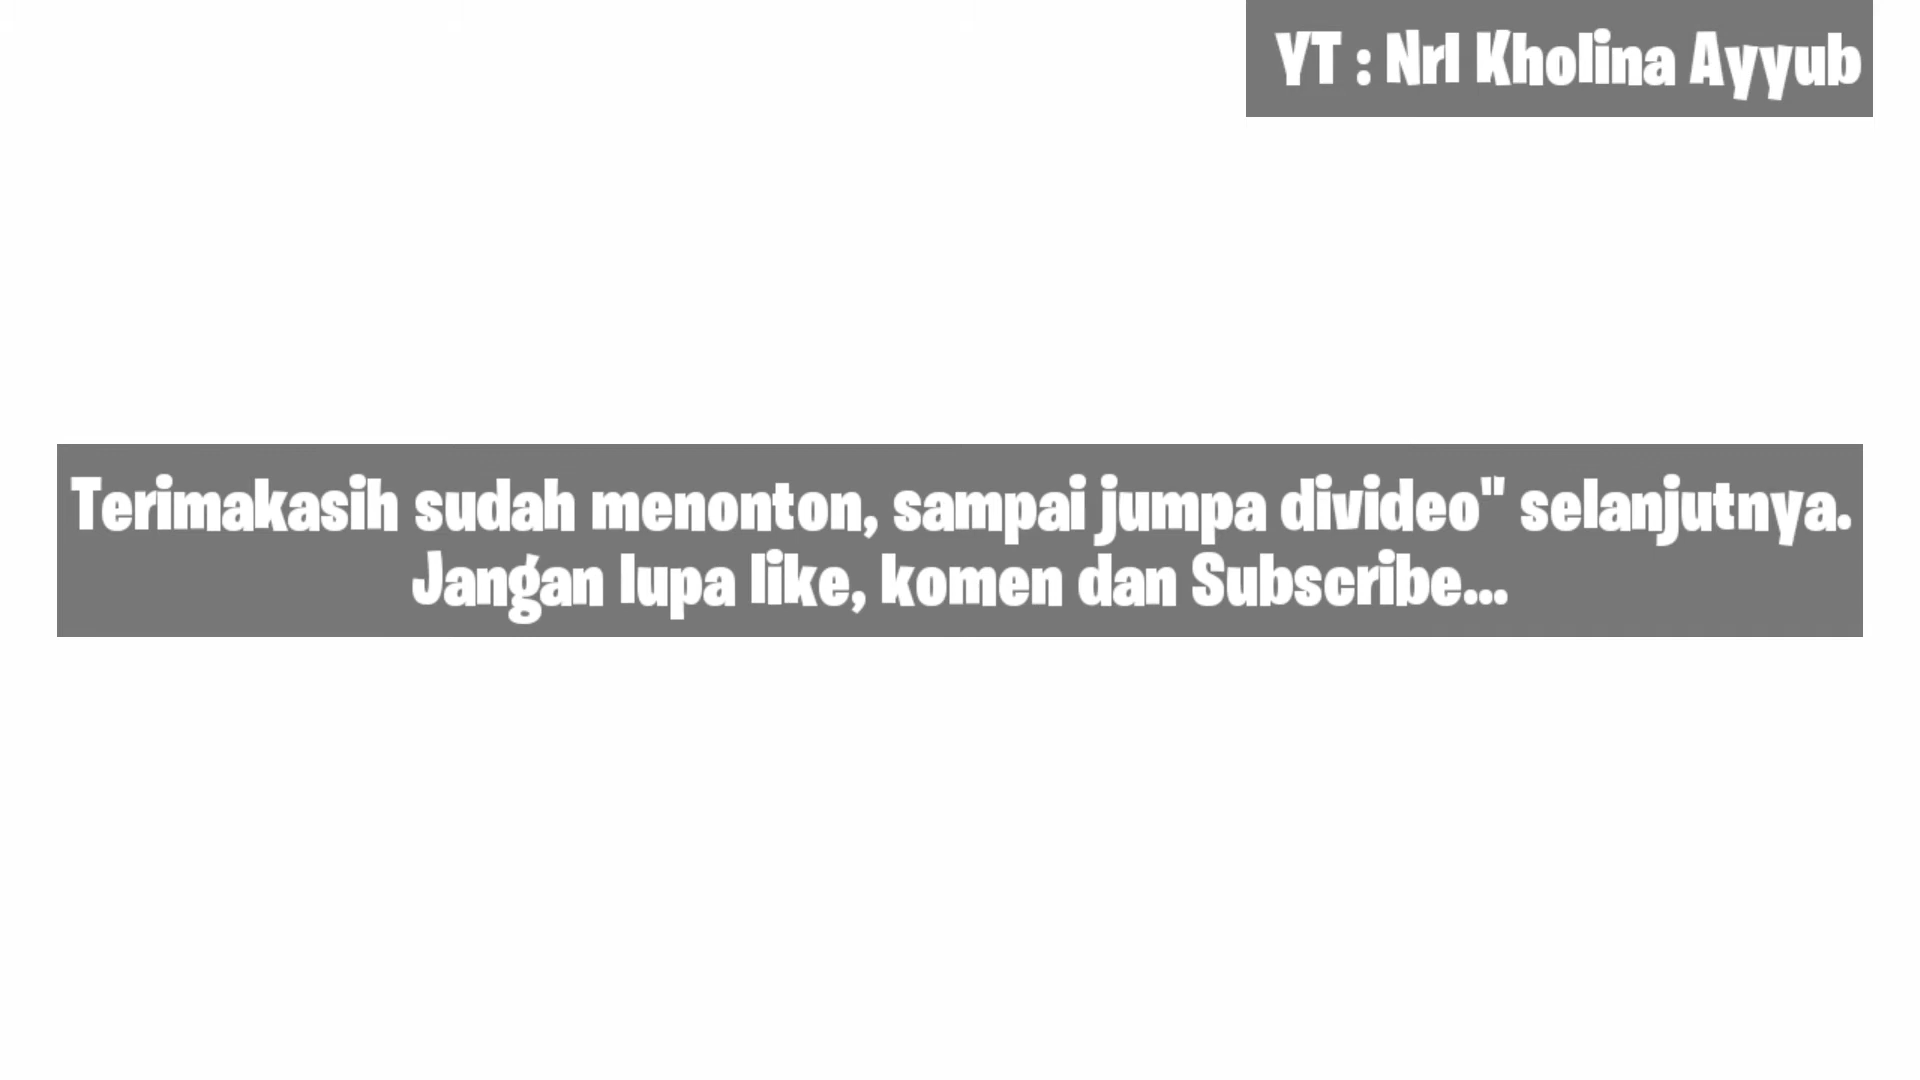 YT : Nrl Kholina Ayyub
Terimakasih sudah menonton, sampai jumpa divideo" selanjutnya.
Jangan lupa like, komen dan Subscribe...